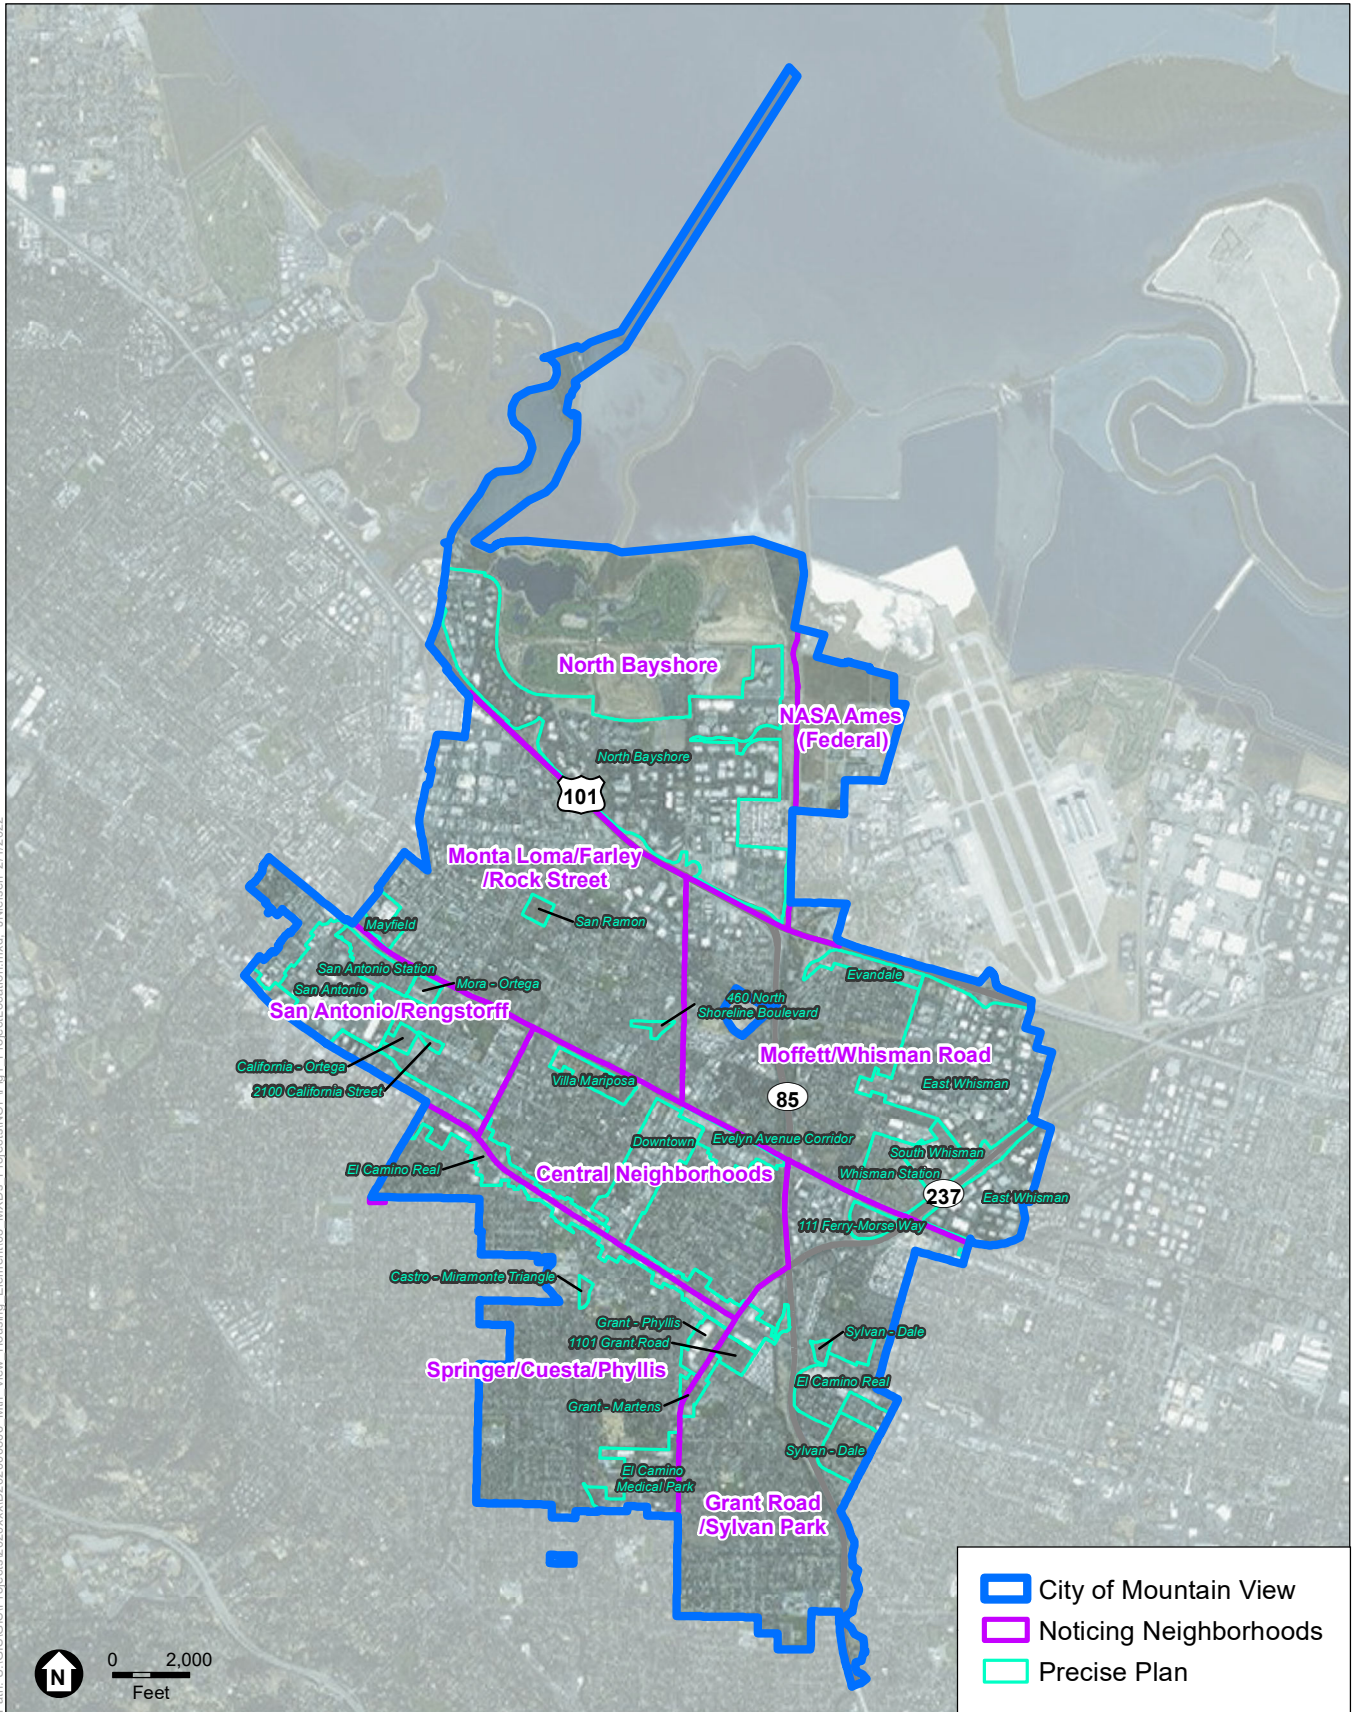 North Bayshore
NASA Ames
(Federal)
North Bayshore
101
Monta Loma/Farley
/Rock Street
San Ramon
Mayfield
San Antonio Station
Mora - Ortega
San Antonio
San Antonio/Rengstorff
Evandale
460 North
Shoreline Boulevard
Moffett/Whisman Road
California - Ortega
2100 California Street
Villa Mariposa
East Whisman
85
Downtown
Evelyn Avenue Corridor
South Whisman
El Camino Real
Central Neighborhoods
Whisman Station
237
East Whisman
111 Ferry-Morse Way
Castro - Miramonte Triangle
Grant - Phyllis
1101 Grant Road
Sylvan - Dale
Springer/Cuesta/Phyllis
El Camino Real
Grant - Martens
Sylvan - Dale
El Camino
Medical Park
Grant Road
/Sylvan Park
City of Mountain View
Noticing Neighborhoods
Precise Plan
N
0 2,000
Feet